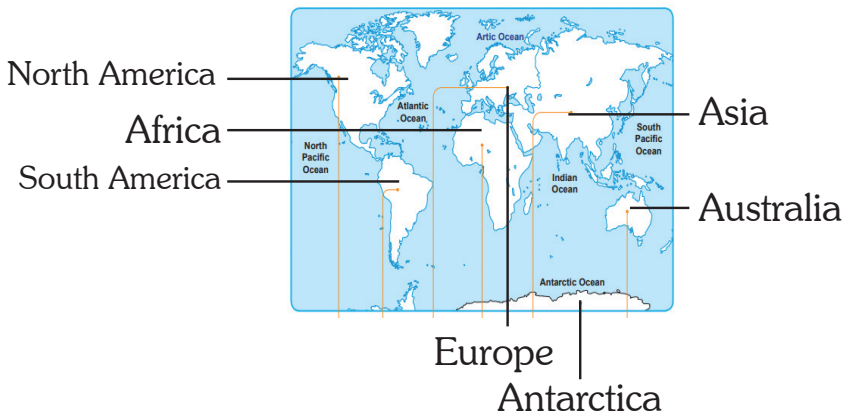 Artic Ocean
North America
Atlantic
Ocean
Africa
Asia
South
Pacific
Ocean
North
Pacific
Ocean
South America
Indian
Ocean
Australia
Antarctic Ocean
Europe
Antarctica